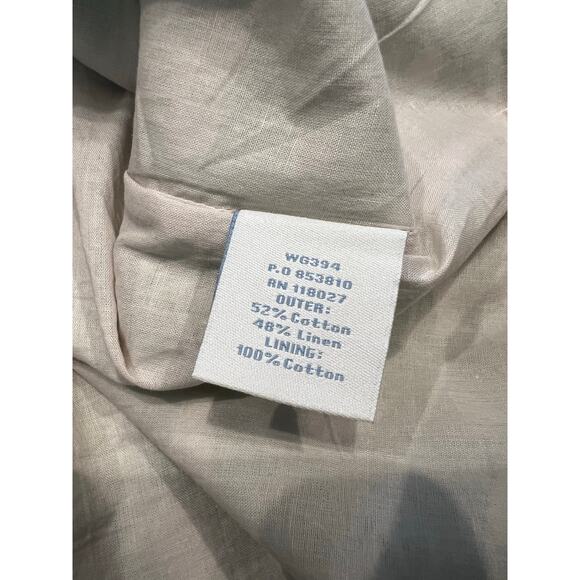 WG394
P.O 853810
RN 118027
OUTER:
52% Cotton
48% Linen
LINING:
100% Cotton